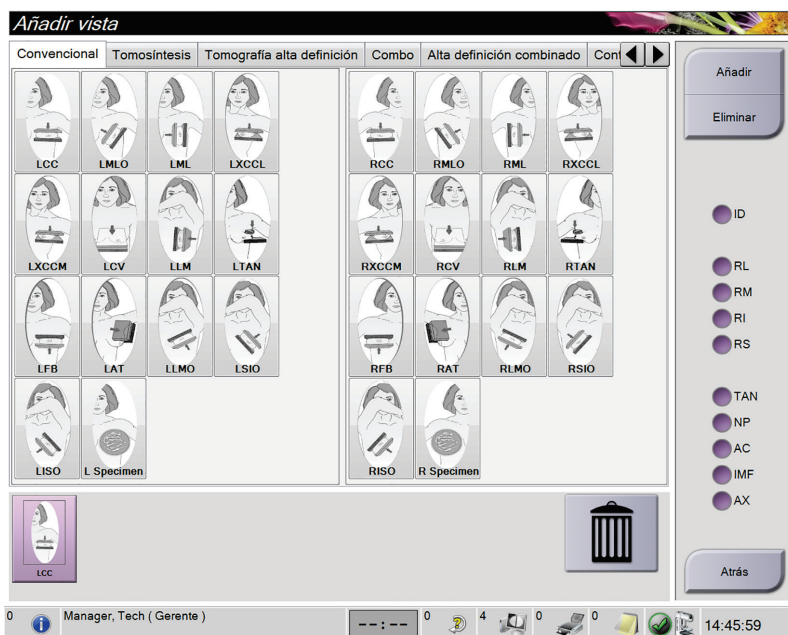 Añadir vista
Convencional Tomosíntesis Tomografía alta definición Combo Alta definición combinado
LCC LMLO LML LXCCL RCC RMLO RML RXCCL
LXCCM LCV LLM LTAN RXCCM RCV RLM RTAN
LFB LAT LLMO LSIO RFB RAT RLMO RSIO
LISO L Specimen RISO R Specimen
LCC
Añadir
Eliminar
ID
RL
RM
RI
RS
TAN
NP
AC
IMF
AX
Atrás
0 Manager, Tech ( Gerente ) --:-- 0 4 0 0 14:45:59